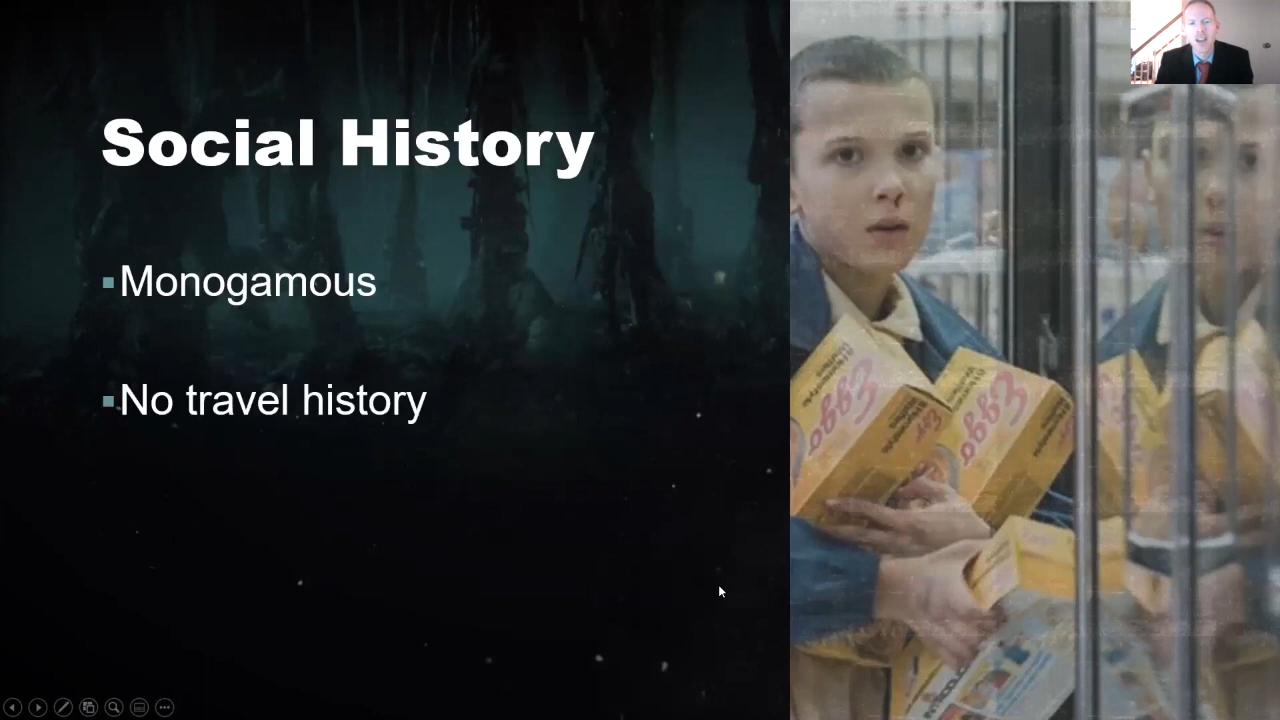 Social History
Monogamous
No travel history
Eggo
Eggo